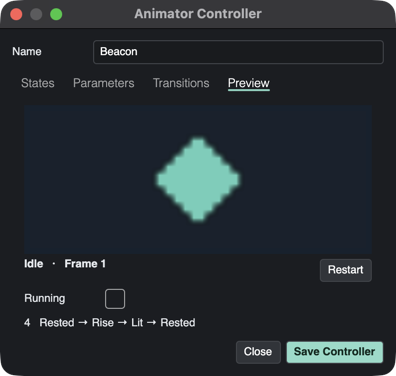 Animator Controller
Name Beacon
States Parameters Transitions Preview
Idle · Frame 1
Restart
Running
4 Rested → Rise → Lit → Rested
Close Save Controller